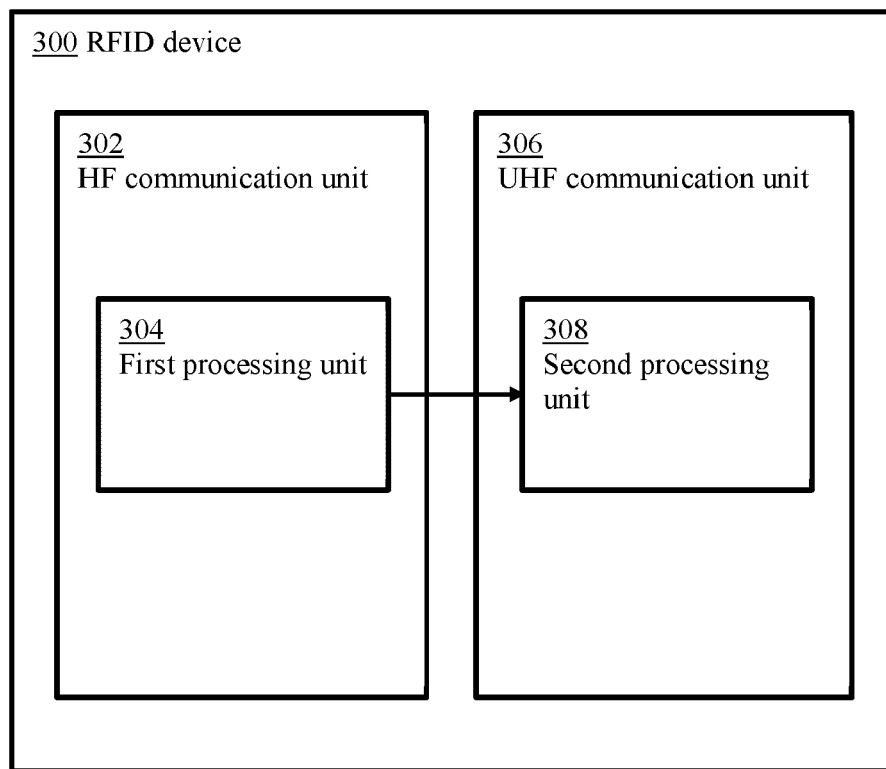 300 RFID device
302
HF communication unit
306
UHF communication unit
304
First processing unit
308
Second processing
unit